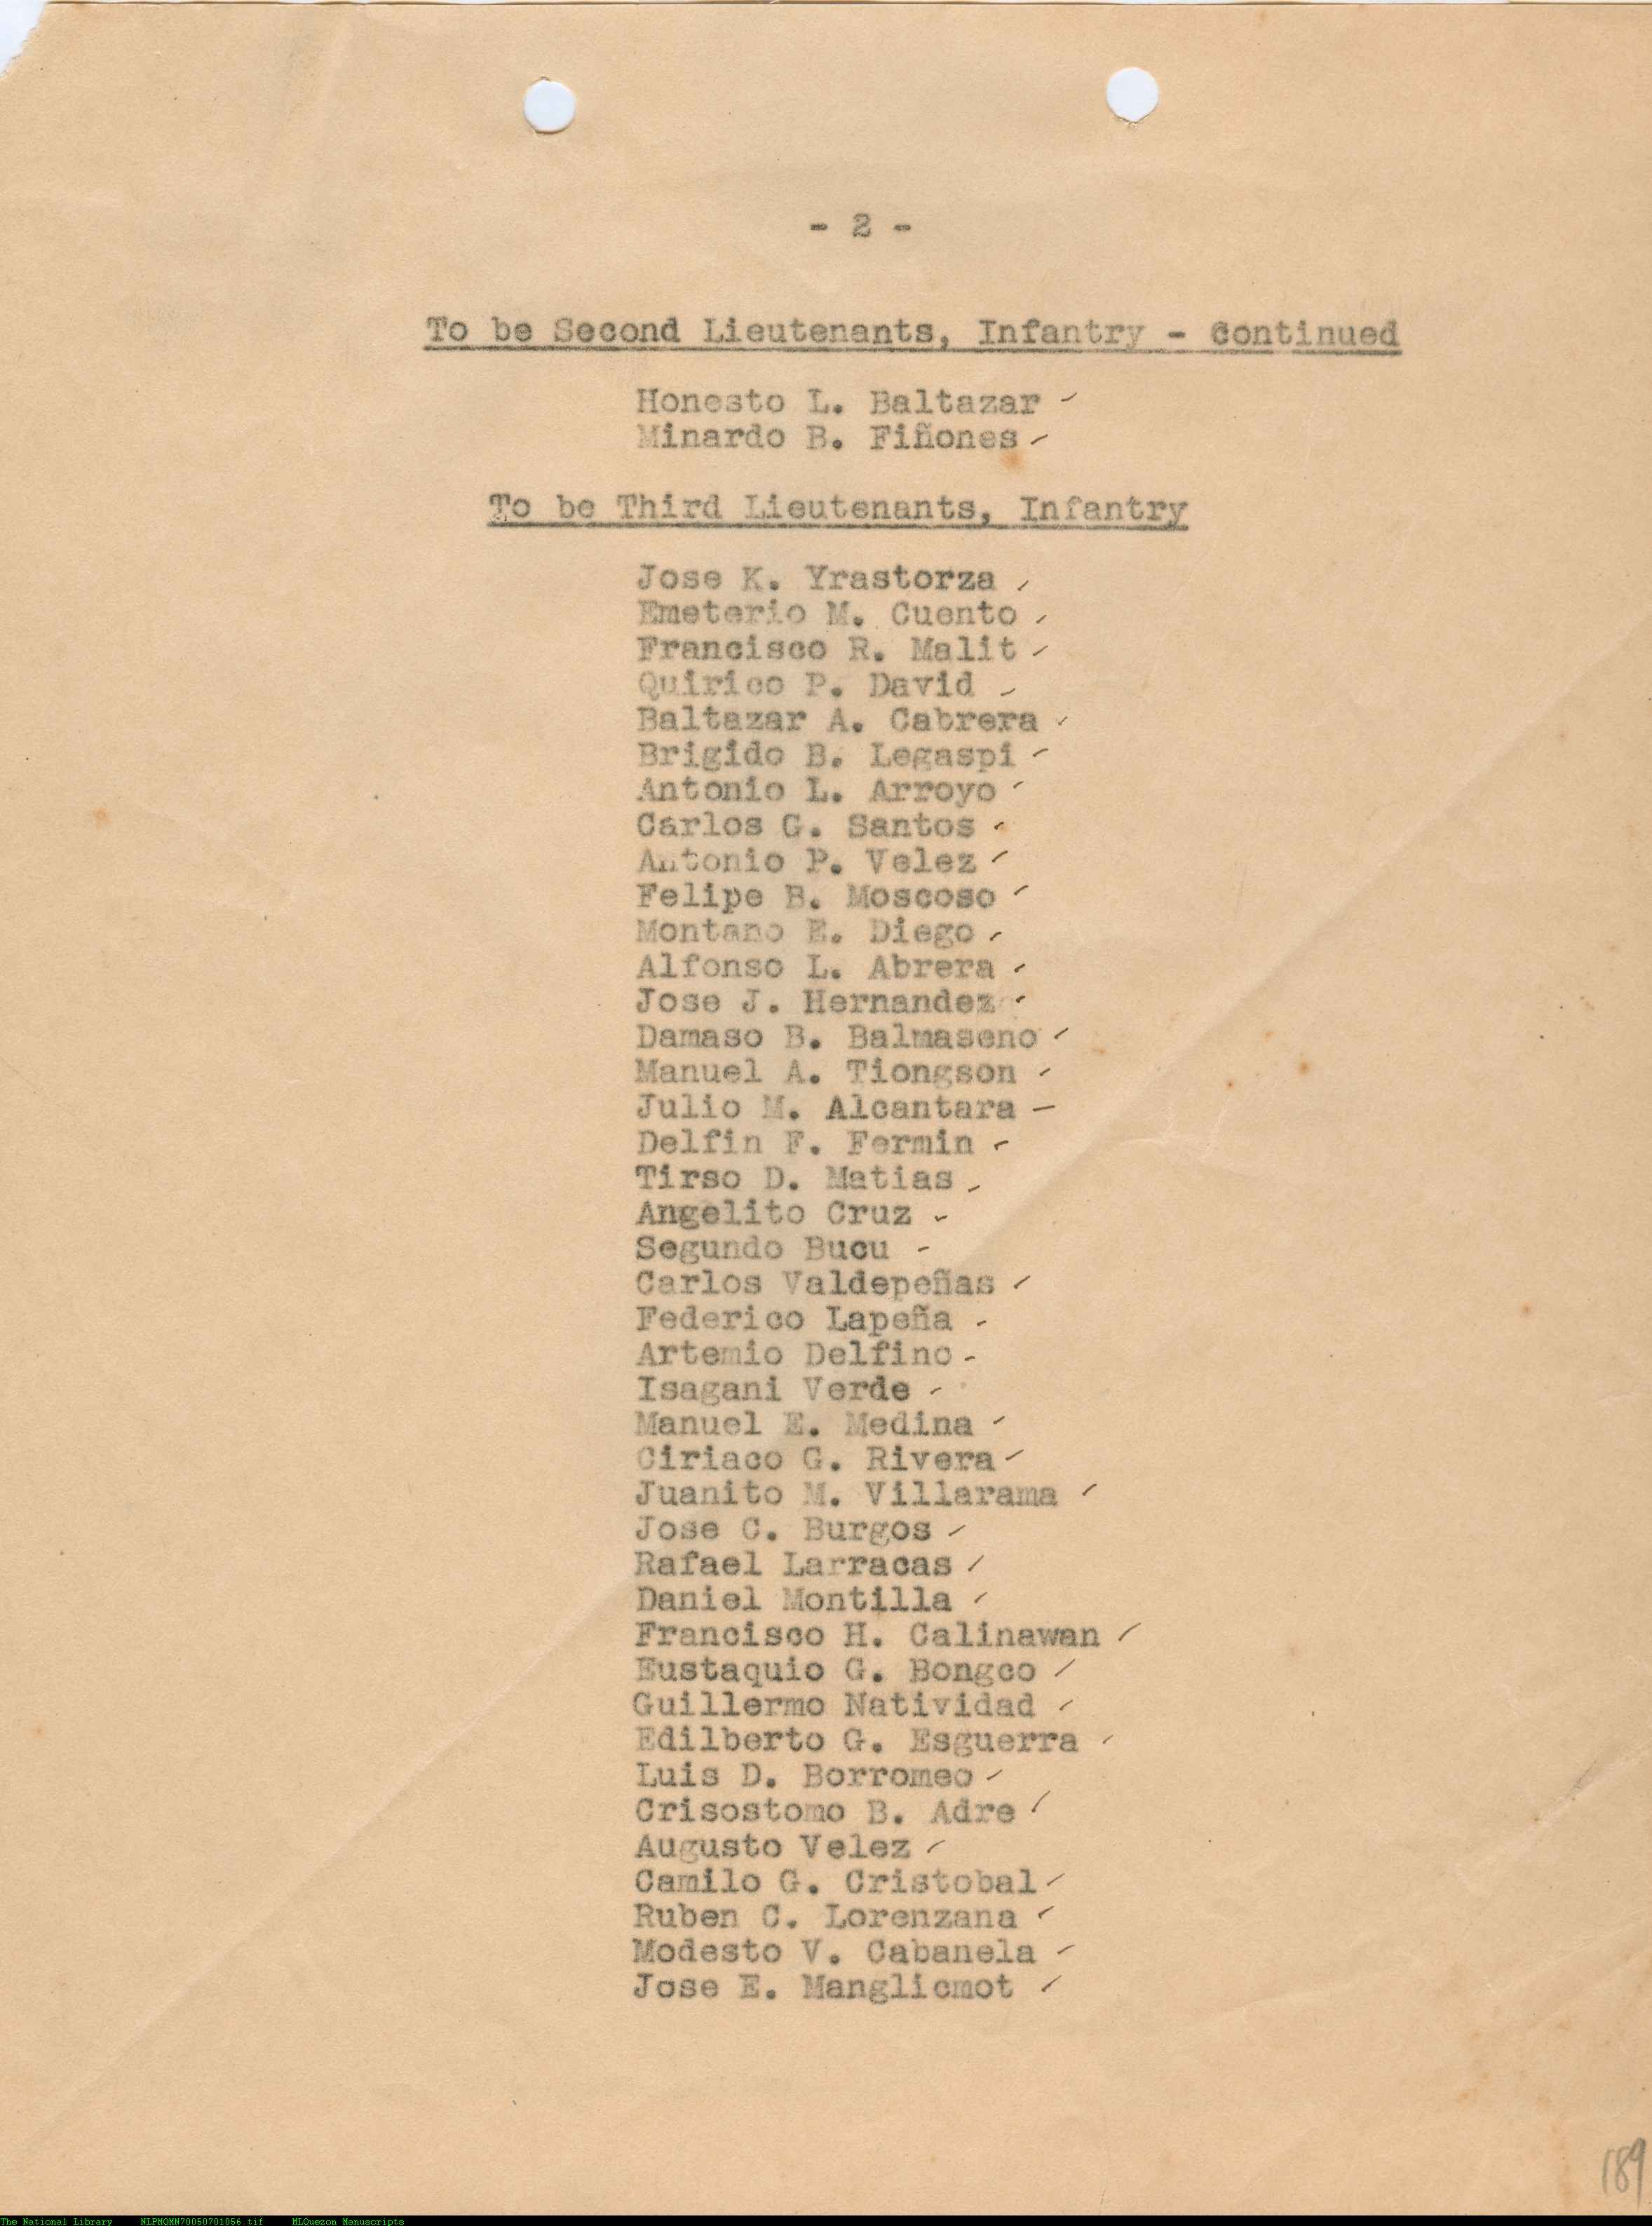 - 2 -
To be Second Lieutenants, Infantry - Continued
Honesto L. Baltazar
Minardo B. Fiñones
To be Third Lieutenants, Infantry
Jose K. Yrastorza
Emeterio M. Cuento
Francisco R. Malit
Quirico P. David
Baltazar A. Cabrera
Brigido B. Legaspi
Antonio L. Arroyo
Carlos G. Santos
Antonio P. Velez
Felipe B. Moscoso
Montano E. Diego
Alfonso L. Abrera
Jose J. Hernandez
Damaso B. Balmaseno
Manuel A. Tiongson
Julio M. Alcantara
Delfin F. Fermin
Tirso D. Matias
Angelito Cruz
Segundo Bucu
Carlos Valdepeñas
Federico Lapeña
Artemio Delfino
Isagani Verde
Manuel E. Medina
Ciriaco G. Rivera
Juanito M. Villarama
Jose C. Burgos
Rafael Larracas
Daniel Montilla
Francisco H. Calinawan
Eustaquio G. Bongco
Guillermo Natividad
Edilberto G. Esguerra
Luis D. Borromeo
Crisostomo B. Adre
Augusto Velez
Camilo G. Cristobal
Ruben C. Lorenzana
Modesto V. Cabanela
Jose E. Manglicmot
189
The National Library NLPMQMN70050701056.tif MLQuezon Manuscripts